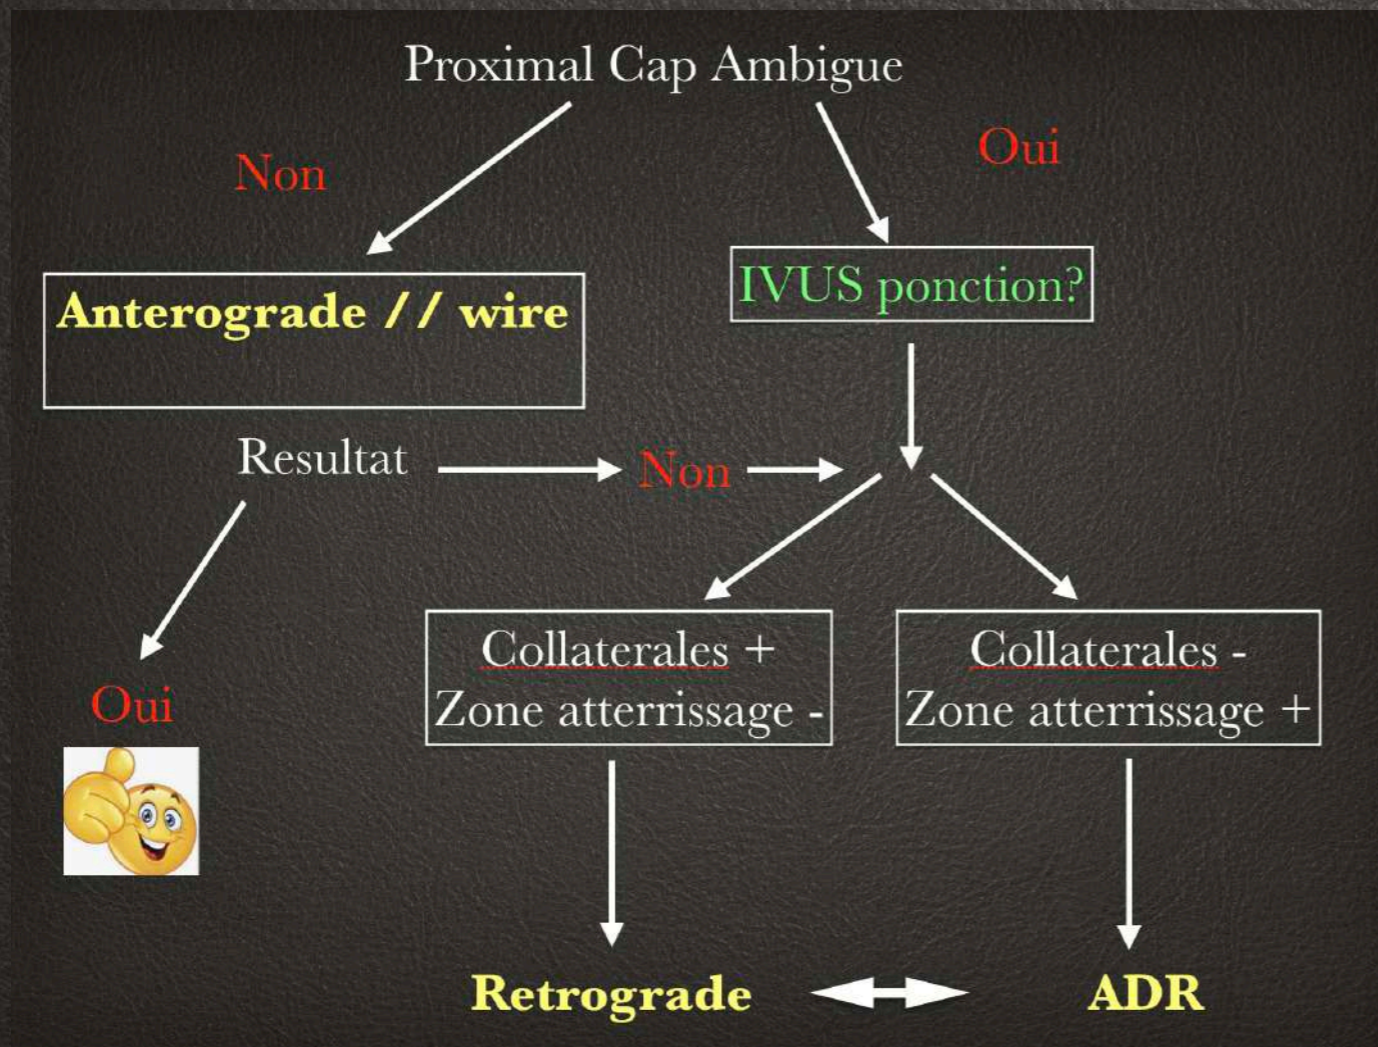 Proximal Cap Ambigue
Non
Oui
IVUS ponction?
Anterograde // wire
Resultat
Non
Oui
Collaterales +
Zone atterrissage -
Collaterales -
Zone atterrissage +
Retrograde
ADR